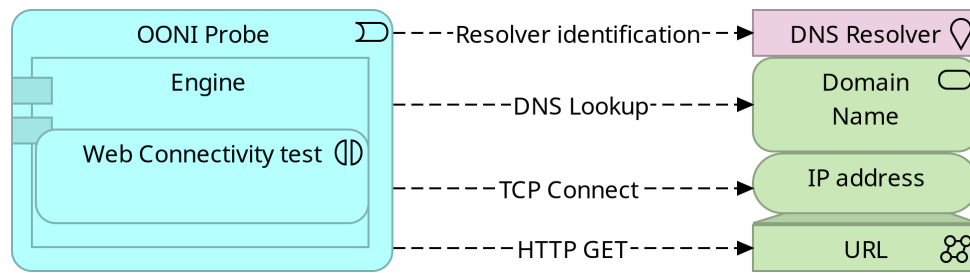 OONI Probe
Engine
Web Connectivity test
Resolver identification
DNS Lookup
TCP Connect
HTTP GET
DNS Resolver
Domain
Name
IP address
URL